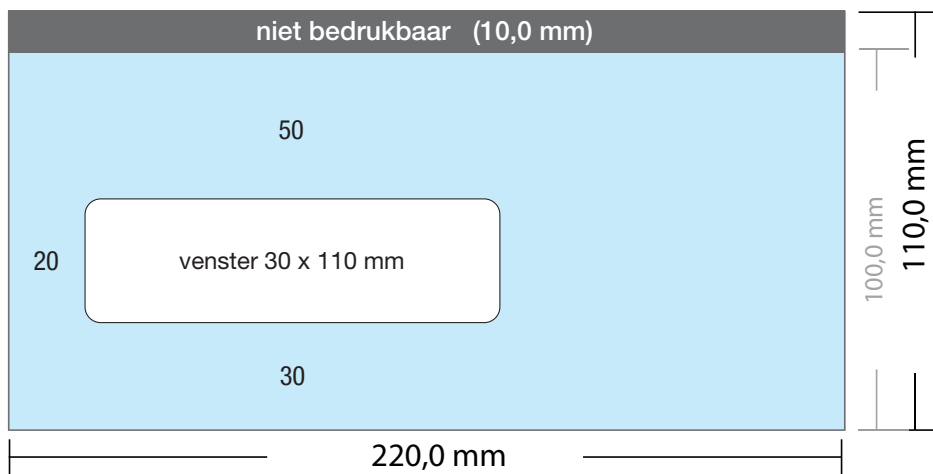 niet bedrukbaar (10,0 mm)
50
20
venster 30 x 110 mm
30
100,0 mm
110,0 mm
220,0 mm